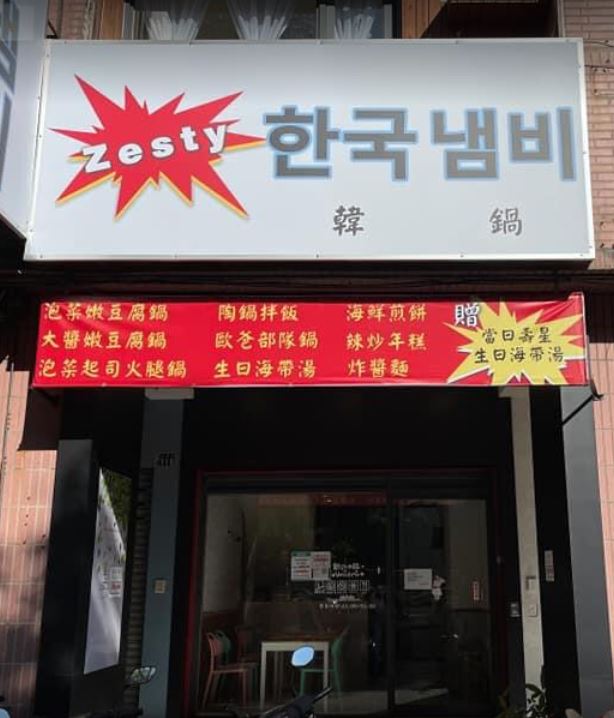 Zesty 한국냄비
韓 鍋
泡菜嫩豆腐鍋 陶鍋拌飯 海鮮煎餅
大醬嫩豆腐鍋 歐爸部隊鍋 辣炒年糕
泡菜起司火腿鍋 生日海帶湯 炸醬麵
贈
當日壽星
生日海帶湯